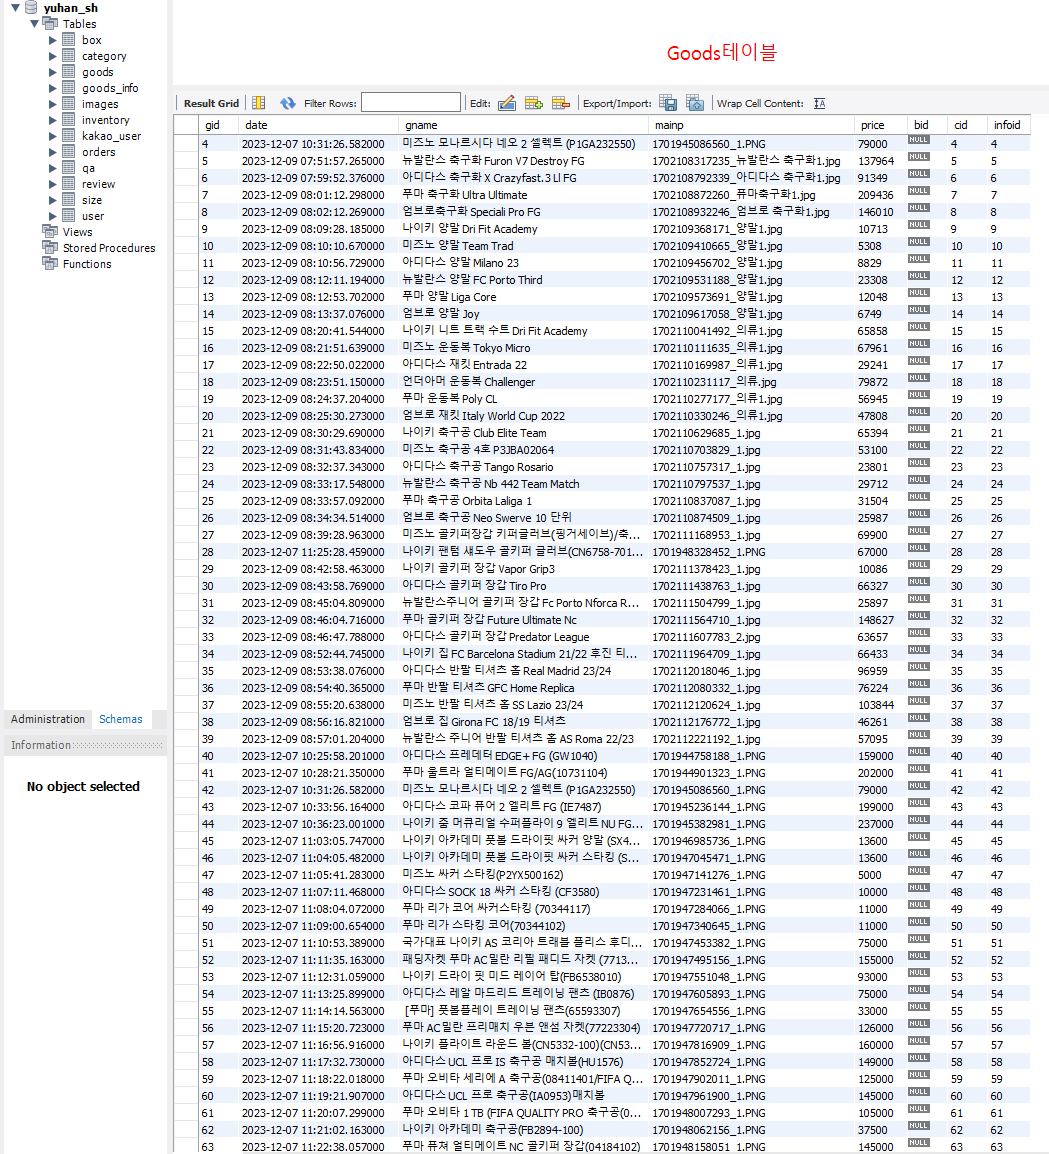 yuhan_sh
Tables
box
category
goods
goods_info
images
inventory
kakao_user
orders
qa
review
size
user
Views
Stored Procedures
Functions
Administration Schemas
Information
No object selected
Goods테이블
Result Grid Filter Rows: Edit: Export/Import: Wrap Cell Content:
gid date gname mainp price bid cid infoid
4 2023-12-07 10:31:26.582000 미즈노 모나르시다 네오 2 셀렉트 (P1GA232550) 1701945086560_1.PNG 79000 NULL 4 4
5 2023-12-09 07:51:57.265000 뉴발란스 축구화 Furon V7 Destroy FG 1702108317235_뉴발란스 축구화1.jpg 137964 NULL 5 5
6 2023-12-09 07:59:52.376000 아디다스 축구화 X Crazyfast.3 Ll FG 1702108792339_아디다스 축구화1.jpg 91349 NULL 6 6
7 2023-12-09 08:01:12.298000 푸마 축구화 Ultra Ultimate 1702108872260_퓨마축구화1.jpg 209436 NULL 7 7
8 2023-12-09 08:02:12.269000 엄브로축구화 Speciali Pro FG 1702108932246_엄브로 축구화1.jpg 146010 NULL 8 8
9 2023-12-09 08:09:28.185000 나이키 양말 Dri Fit Academy 1702109368171_양말1.jpg 10713 NULL 9 9
10 2023-12-09 08:10:10.670000 미즈노 양말 Team Trad 1702109410665_양말1.jpg 5308 NULL 10 10
11 2023-12-09 08:10:56.729000 아디다스 양말 Milano 23 1702109456702_양말1.jpg 8829 NULL 11 11
12 2023-12-09 08:12:11.194000 뉴발란스 양말 FC Porto Third 1702109531188_양말1.jpg 23308 NULL 12 12
13 2023-12-09 08:12:53.702000 푸마 양말 Liga Core 1702109573691_양말1.jpg 12048 NULL 13 13
14 2023-12-09 08:13:37.076000 엄브로 양말 Joy 1702109617058_양말1.jpg 6749 NULL 14 14
15 2023-12-09 08:20:41.544000 나이키 니트 트랙 수트 Dri Fit Academy 1702110041492_의류1.jpg 65858 NULL 15 15
16 2023-12-09 08:21:51.639000 미즈노 운동복 Tokyo Micro 1702110111635_의류1.jpg 67961 NULL 16 16
17 2023-12-09 08:22:50.022000 아디다스 재킷 Entrada 22 1702110169987_의류1.jpg 29241 NULL 17 17
18 2023-12-09 08:23:51.150000 언더아머 운동복 Challenger 1702110231117_의류.jpg 79872 NULL 18 18
19 2023-12-09 08:24:37.204000 푸마 운동복 Poly CL 1702110277177_의류1.jpg 56945 NULL 19 19
20 2023-12-09 08:25:30.273000 엄브로 재킷 Italy World Cup 2022 1702110330246_의류1.jpg 47808 NULL 20 20
21 2023-12-09 08:30:29.690000 나이키 축구공 Club Elite Team 1702110629685_1.jpg 65394 NULL 21 21
22 2023-12-09 08:31:43.834000 미즈노 축구공 4호 P3JBA02064 1702110703829_1.jpg 53100 NULL 22 22
23 2023-12-09 08:32:37.343000 아디다스 축구공 Tango Rosario 1702110757317_1.jpg 23801 NULL 23 23
24 2023-12-09 08:33:17.548000 뉴발란스 축구공 Nb 442 Team Match 1702110797537_1.jpg 29712 NULL 24 24
25 2023-12-09 08:33:57.092000 푸마 축구공 Orbita Laliga 1 1702110837087_1.jpg 31504 NULL 25 25
26 2023-12-09 08:34:34.514000 엄브로 축구공 Neo Swerve 10 단위 1702110874509_1.jpg 25987 NULL 26 26
27 2023-12-09 08:39:28.963000 미즈노 골키퍼장갑 키퍼글러브(핑거세이브)/축... 1702111168953_1.jpg 69900 NULL 27 27
28 2023-12-07 11:25:28.459000 나이키 팬텀 섀도우 골키퍼 글러브(CN6758-701... 1701948328452_1.PNG 67000 NULL 28 28
29 2023-12-09 08:42:58.463000 나이키 골키퍼 장갑 Vapor Grip3 1702111378423_1.jpg 10086 NULL 29 29
30 2023-12-09 08:43:58.769000 아디다스 골키퍼 장갑 Tiro Pro 1702111438763_1.jpg 66327 NULL 30 30
31 2023-12-09 08:45:04.809000 뉴발란스주니어 골키퍼 장갑 Fc Porto Nforca R... 1702111504799_1.jpg 25897 NULL 31 31
32 2023-12-09 08:46:04.716000 푸마 골키퍼 장갑 Future Ultimate Nc 1702111564710_1.jpg 148627 NULL 32 32
33 2023-12-09 08:46:47.788000 아디다스 골키퍼 장갑 Predator League 1702111607783_2.jpg 63657 NULL 33 33
34 2023-12-09 08:52:44.745000 나이키 집 FC Barcelona Stadium 21/22 후진 티... 1702111964709_1.jpg 66433 NULL 34 34
35 2023-12-09 08:53:38.076000 아디다스 반팔 티셔츠 홈 Real Madrid 23/24 1702112018046_1.jpg 96959 NULL 35 35
36 2023-12-09 08:54:40.365000 푸마 반팔 티셔츠 GFC Home Replica 1702112080332_1.jpg 76224 NULL 36 36
37 2023-12-09 08:55:20.638000 미즈노 반팔 티셔츠 홈 SS Lazio 23/24 1702112120624_1.jpg 103844 NULL 37 37
38 2023-12-09 08:56:16.821000 엄브로 집 Girona FC 18/19 티셔츠 1702112176772_1.jpg 46261 NULL 38 38
39 2023-12-09 08:57:01.204000 뉴발란스 주니어 반팔 티셔츠 홈 AS Roma 22/23 1702112221192_1.jpg 57095 NULL 39 39
40 2023-12-07 10:25:58.201000 아디다스 프레데터 EDGE+ FG (GW1040) 1701944758188_1.PNG 159000 NULL 40 40
41 2023-12-07 10:28:21.350000 푸마 울트라 얼티메이트 FG/AG(10731104) 1701944901323_1.PNG 202000 NULL 41 41
42 2023-12-07 10:31:26.582000 미즈노 모나르시다 네오 2 셀렉트 (P1GA232550) 1701945086560_1.PNG 79000 NULL 42 42
43 2023-12-07 10:33:56.164000 아디다스 코파 퓨어 2 엘리트 FG (IE7487) 1701945236144_1.PNG 199000 NULL 43 43
44 2023-12-07 10:36:23.001000 나이키 줌 머큐리얼 수퍼플라이 9 엘리트 NU FG... 1701945382981_1.PNG 237000 NULL 44 44
45 2023-12-07 11:03:05.747000 나이키 아카데미 풋볼 드라이핏 싸커 양말 (SX4... 1701946985736_1.PNG 13600 NULL 45 45
46 2023-12-07 11:04:05.482000 나이키 아카데미 풋볼 드라이핏 싸커 스타킹 (S... 1701947045471_1.PNG 13600 NULL 46 46
47 2023-12-07 11:05:41.283000 미즈노 싸커 스타킹(P2YX500162) 1701947141276_1.PNG 5000 NULL 47 47
48 2023-12-07 11:07:11.468000 아디다스 SOCK 18 싸커 스타킹 (CF3580) 1701947231461_1.PNG 10000 NULL 48 48
49 2023-12-07 11:08:04.072000 푸마 리가 코어 싸커스타킹 (70344117) 1701947284066_1.PNG 11000 NULL 49 49
50 2023-12-07 11:09:00.654000 푸마 리가 스타킹 코어(70344102) 1701947340645_1.PNG 11000 NULL 50 50
51 2023-12-07 11:10:53.389000 국가대표 나이키 AS 코리아 트래블 플리스 후디... 1701947453382_1.PNG 75000 NULL 51 51
52 2023-12-07 11:11:35.163000 패딩자켓 푸마 AC밀란 리필 패디드 자켓 (7713... 1701947495156_1.PNG 155000 NULL 52 52
53 2023-12-07 11:12:31.059000 나이키 드라이 핏 미드 레이어 탑(FB6538010) 1701947551048_1.PNG 93000 NULL 53 53
54 2023-12-07 11:13:25.899000 아디다스 레알 마드리드 트레이닝 팬츠 (IB0876) 1701947605893_1.PNG 75000 NULL 54 54
55 2023-12-07 11:14:14.563000 [푸마] 풋볼플레이 트레이닝 팬츠(65593307) 1701947654556_1.PNG 33000 NULL 55 55
56 2023-12-07 11:15:20.723000 푸마 AC밀란 프리매치 우븐 앤섬 자켓(77223304) 1701947720717_1.PNG 126000 NULL 56 56
57 2023-12-07 11:16:56.916000 나이키 플라이트 라운드 볼(CN5332-100)(CN53... 1701947816909_1.PNG 160000 NULL 57 57
58 2023-12-07 11:17:32.730000 아디다스 UCL 프로 IS 축구공 매치볼(HU1576) 1701947852724_1.PNG 149000 NULL 58 58
59 2023-12-07 11:18:22.018000 푸마 오비타 세리에 A 축구공(08411401/FIFA Q... 1701947902011_1.PNG 125000 NULL 59 59
60 2023-12-07 11:19:21.907000 아디다스 UCL 프로 축구공(IA0953)매치볼 1701947961900_1.PNG 145000 NULL 60 60
61 2023-12-07 11:20:07.299000 푸마 오비타 1 TB (FIFA QUALITY PRO 축구공(0... 1701948007293_1.PNG 105000 NULL 61 61
62 2023-12-07 11:21:02.163000 나이키 아카데미 축구공(FB2894-100) 1701948062156_1.PNG 37500 NULL 62 62
63 2023-12-07 11:22:38.057000 푸마 퓨쳐 얼티메이트 NC 골키퍼 장갑(04184102) 1701948158051_1.PNG 145000 NULL 63 63